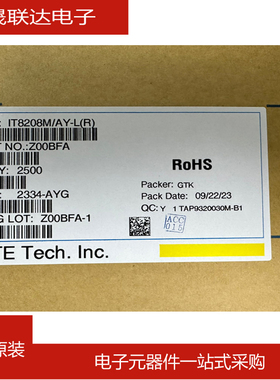 晟联达电子
: IT8208M/AY-L(R)
T NO.:Z00BFA
Y: 2500
: 2334-AYG
G LOT: Z00BFA-1
RoHS
Packer: GTK
Pack Date: 09/22/23
QC: Y 1 TAP9320030M-B1
ACC
015
TE Tech. Inc.
原装
电子元器件一站式采购